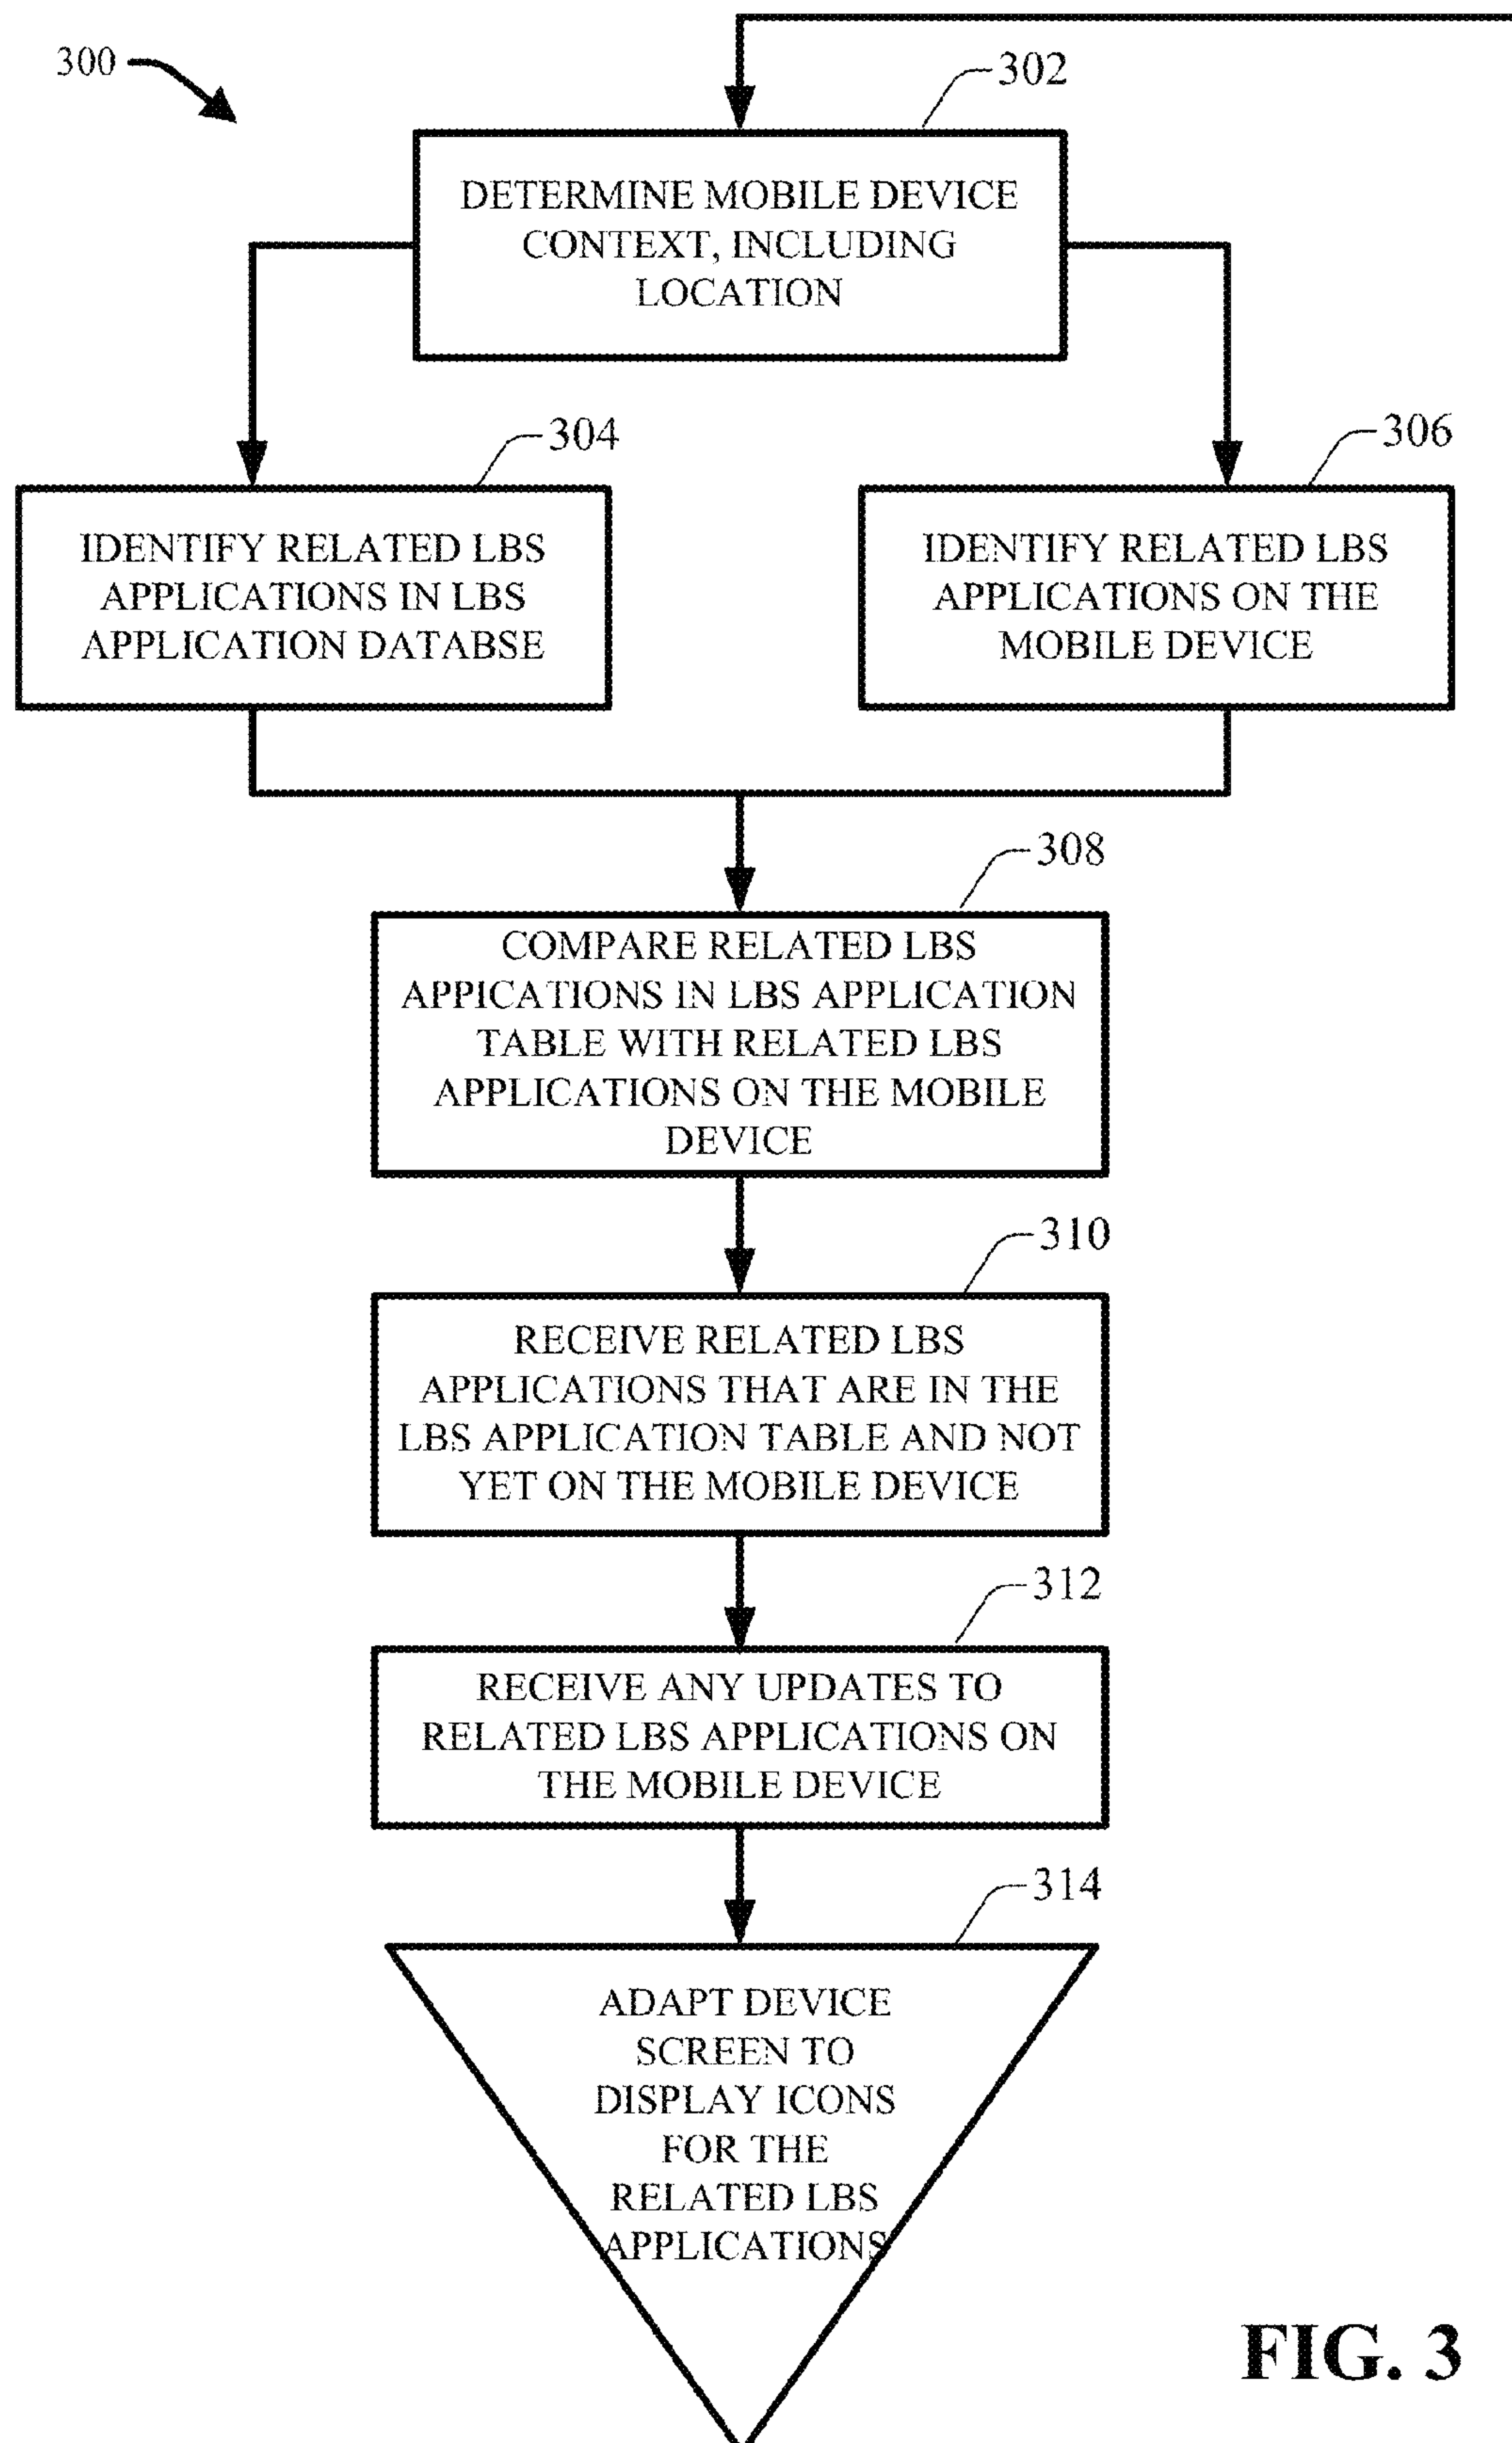 300
302
DETERMINE MOBILE DEVICE
CONTEXT, INCLUDING
LOCATION
304
IDENTIFY RELATED LBS
APPLICATIONS IN LBS
APPLICATION DATABSE
306
IDENTIFY RELATED LBS
APPLICATIONS ON THE
MOBILE DEVICE
308
COMPARE RELATED LBS
APPICATIONS IN LBS APPLICATION
TABLE WITH RELATED LBS
APPLICATIONS ON THE MOBILE
DEVICE
310
RECEIVE RELATED LBS
APPLICATIONS THAT ARE IN THE
LBS APPLICATION TABLE AND NOT
YET ON THE MOBILE DEVICE
312
RECEIVE ANY UPDATES TO
RELATED LBS APPLICATIONS ON
THE MOBILE DEVICE
314
ADAPT DEVICE
SCREEN TO
DISPLAY ICONS
FOR THE
RELATED LBS
APPLICATIONS
FIG. 3